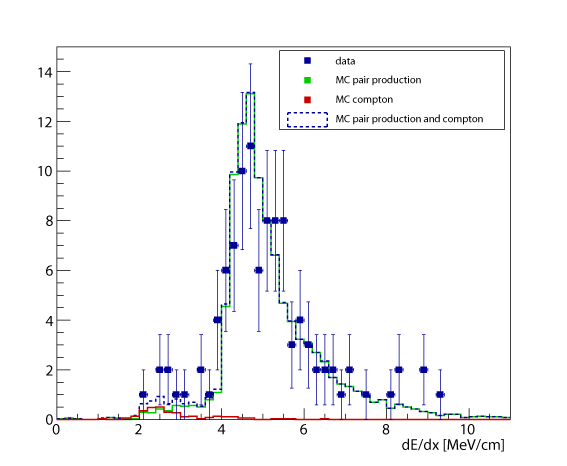 data
MC pair production
MC compton
MC pair production and compton
14
12
10
8
6
4
2
0
0 2 4 6 8 10
dE/dx [MeV/cm]